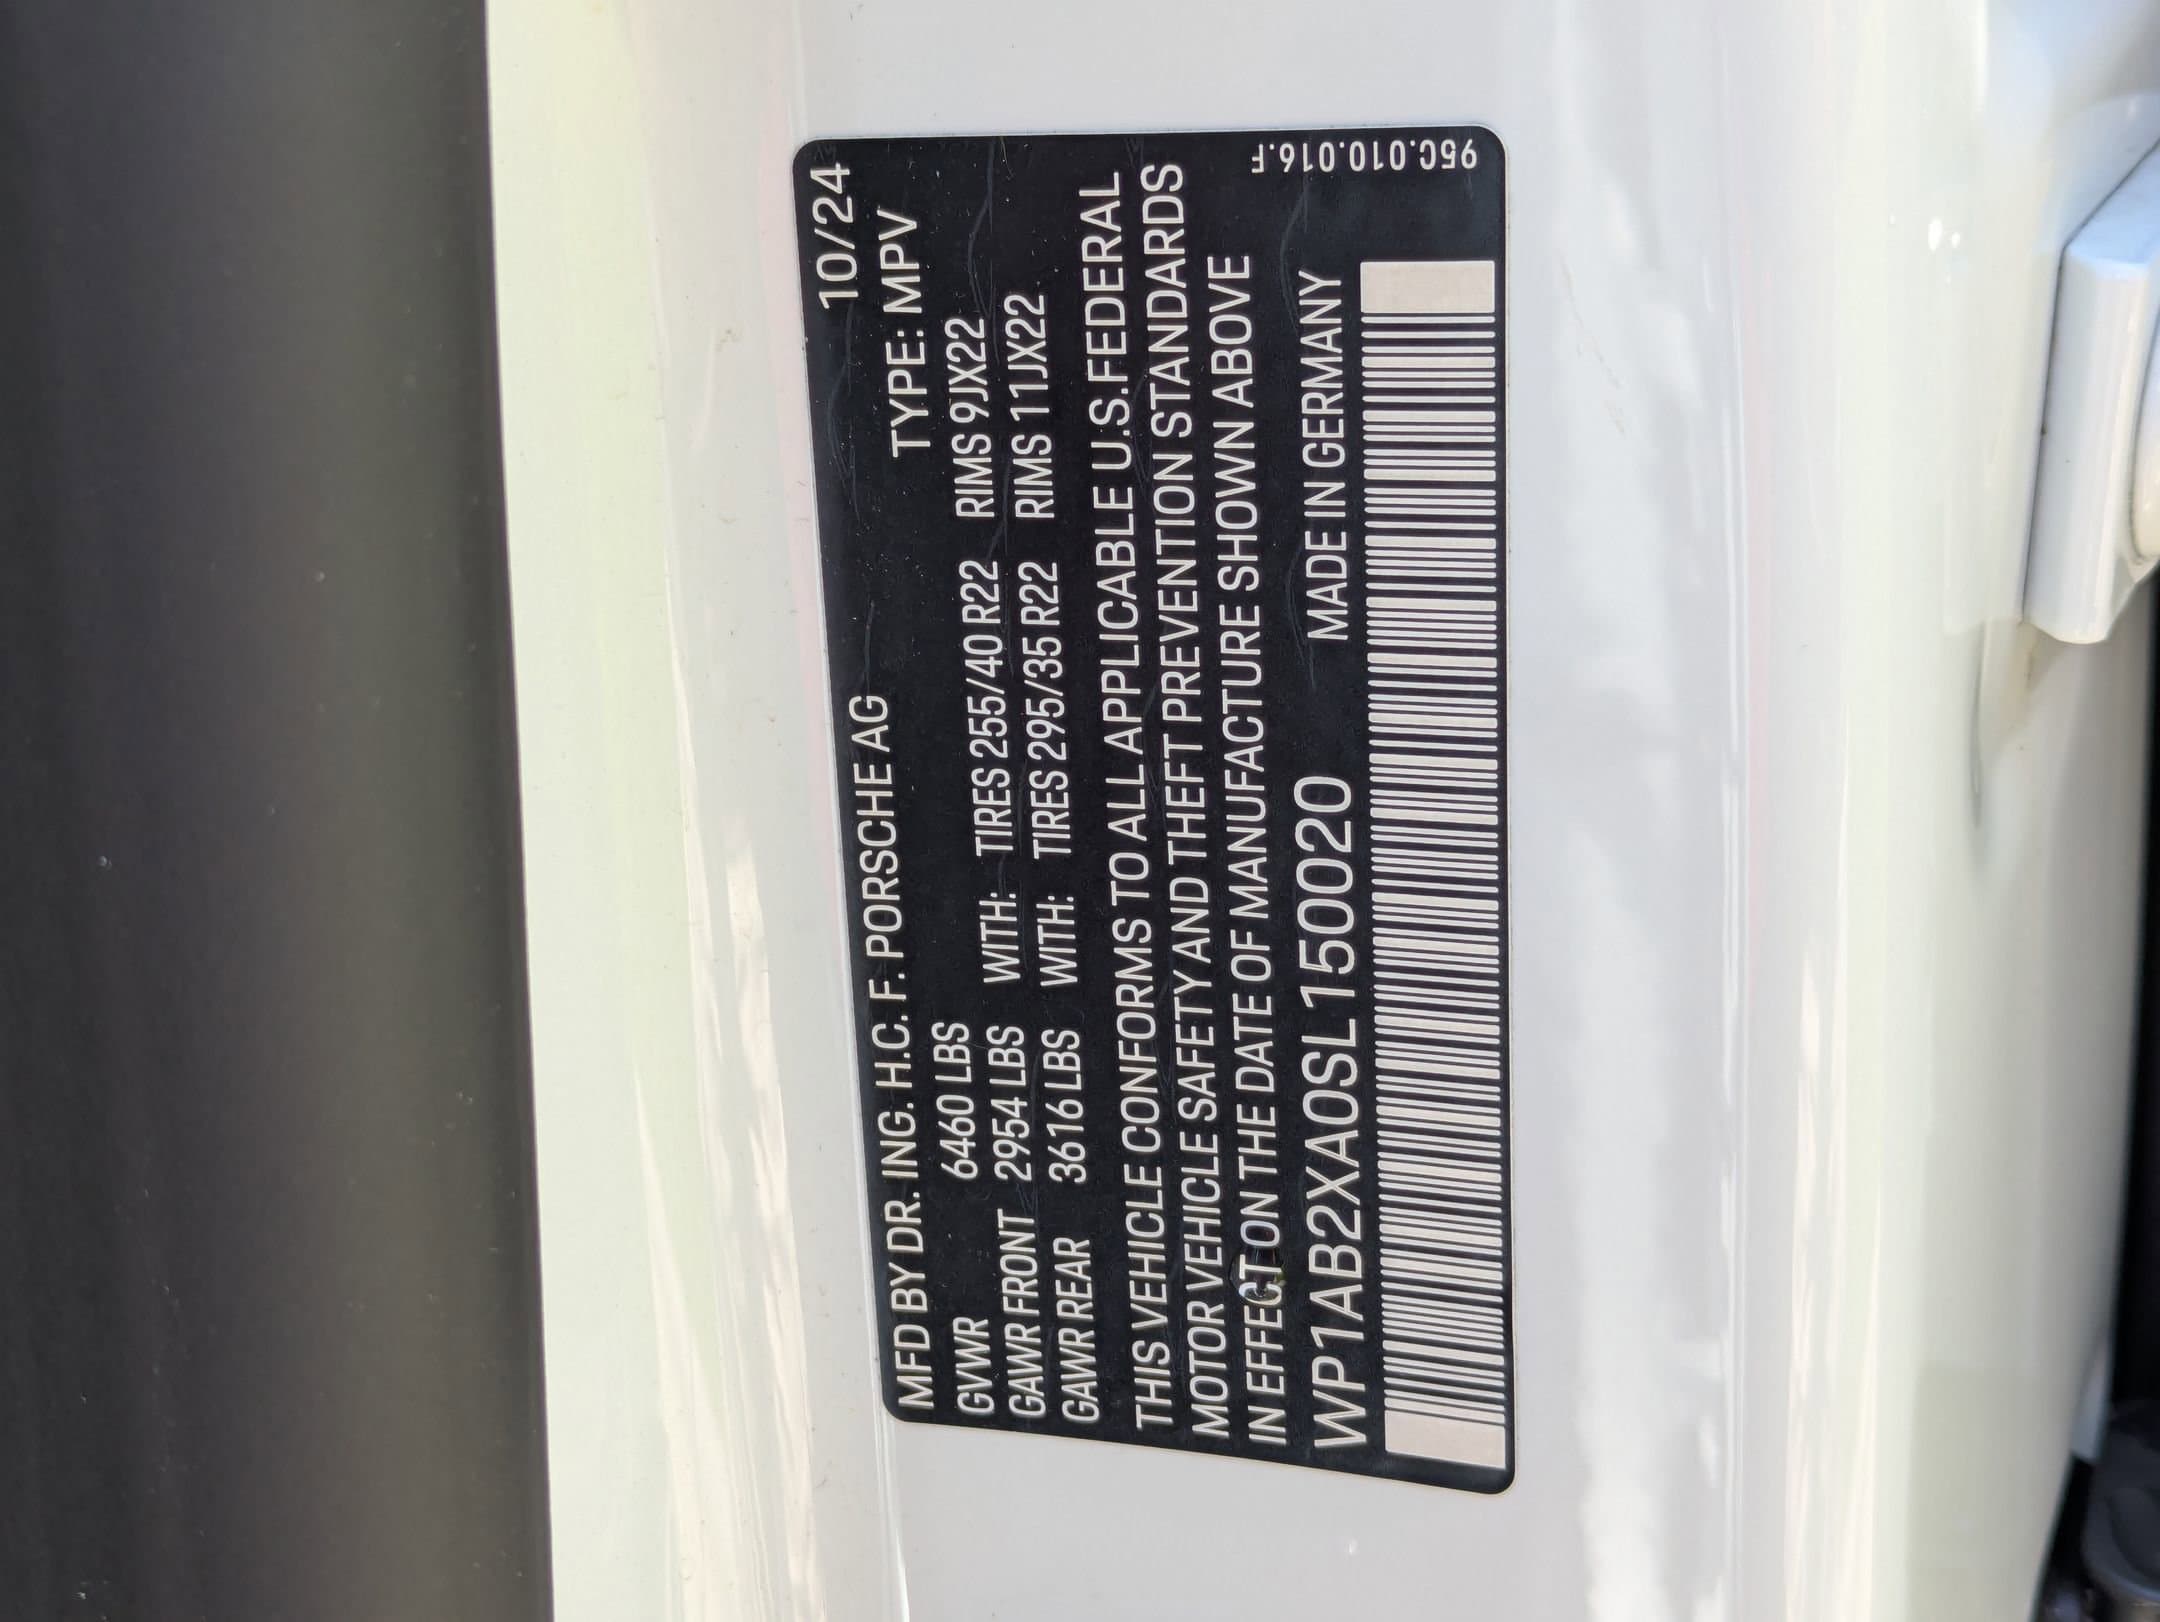 MFD BY DR. ING. H.C. F. PORSCHE AG 10/24
TYPE: MPV
GVWR 6460 LBS
GAWR FRONT 2954 LBS WITH: TIRES 255/40 R22 RIMS 9JX22
GAWR REAR 3616 LBS WITH: TIRES 295/35 R22 RIMS 11JX22
THIS VEHICLE CONFORMS TO ALL APPLICABLE U.S.FEDERAL
MOTOR VEHICLE SAFETY AND THEFT PREVENTION STANDARDS
IN EFFECT ON THE DATE OF MANUFACTURE SHOWN ABOVE
WP1AB2XA0SL150020 MADE IN GERMANY
95C.010.016.F